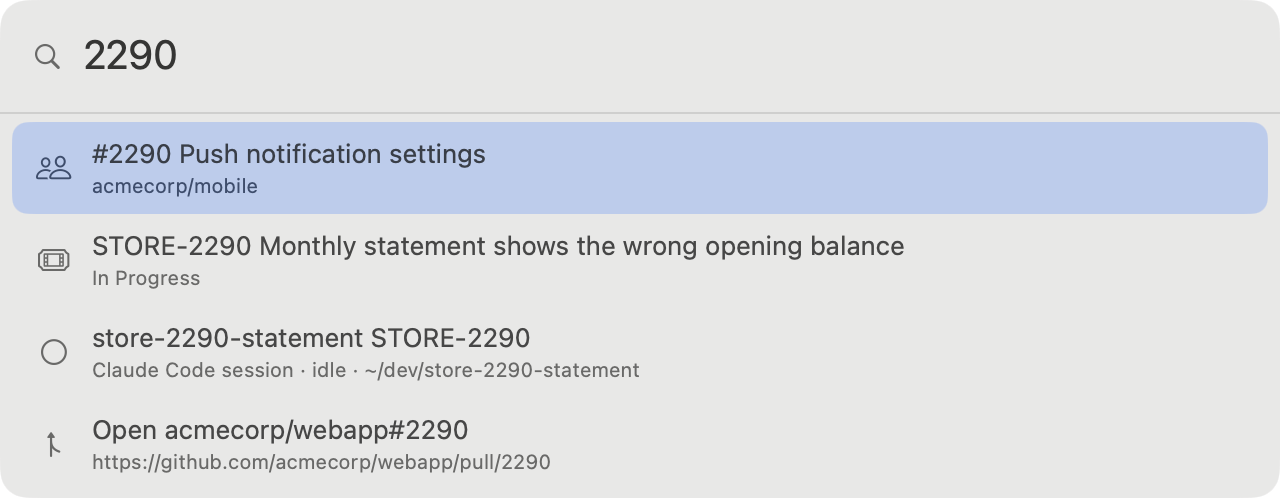 2290
#2290 Push notification settings
acmecorp/mobile
STORE-2290 Monthly statement shows the wrong opening balance
In Progress
store-2290-statement STORE-2290
Claude Code session · idle · ~/dev/store-2290-statement
Open acmecorp/webapp#2290
https://github.com/acmecorp/webapp/pull/2290